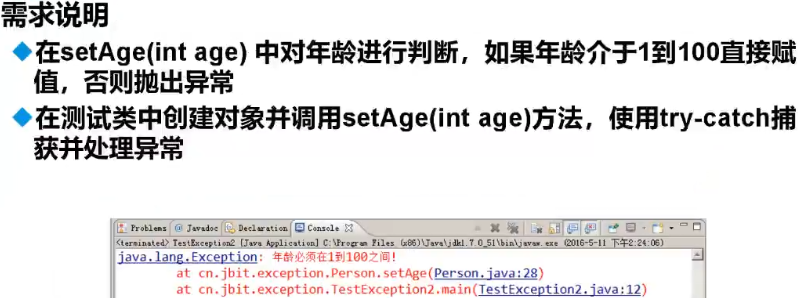 需求说明
在setAge(int age) 中对年龄进行判断，如果年龄介于1到100直接赋
值，否则抛出异常
在测试类中创建对象并调用setAge(int age)方法，使用try-catch捕
获并处理异常
Problems @ Javadoc Declaration Console
<terminated> TestException2 [Java Application] C:\Program Files (x86)\Java\jdk1.7.0_51\bin\javaw.exe (2016-5-11 下午2:24:06)
java.lang.Exception: 年龄必须在1到100之间!
at cn.jbit.exception.Person.setAge(Person.java:28)
at cn.jbit.exception.TestException2.main(TestException2.java:12)